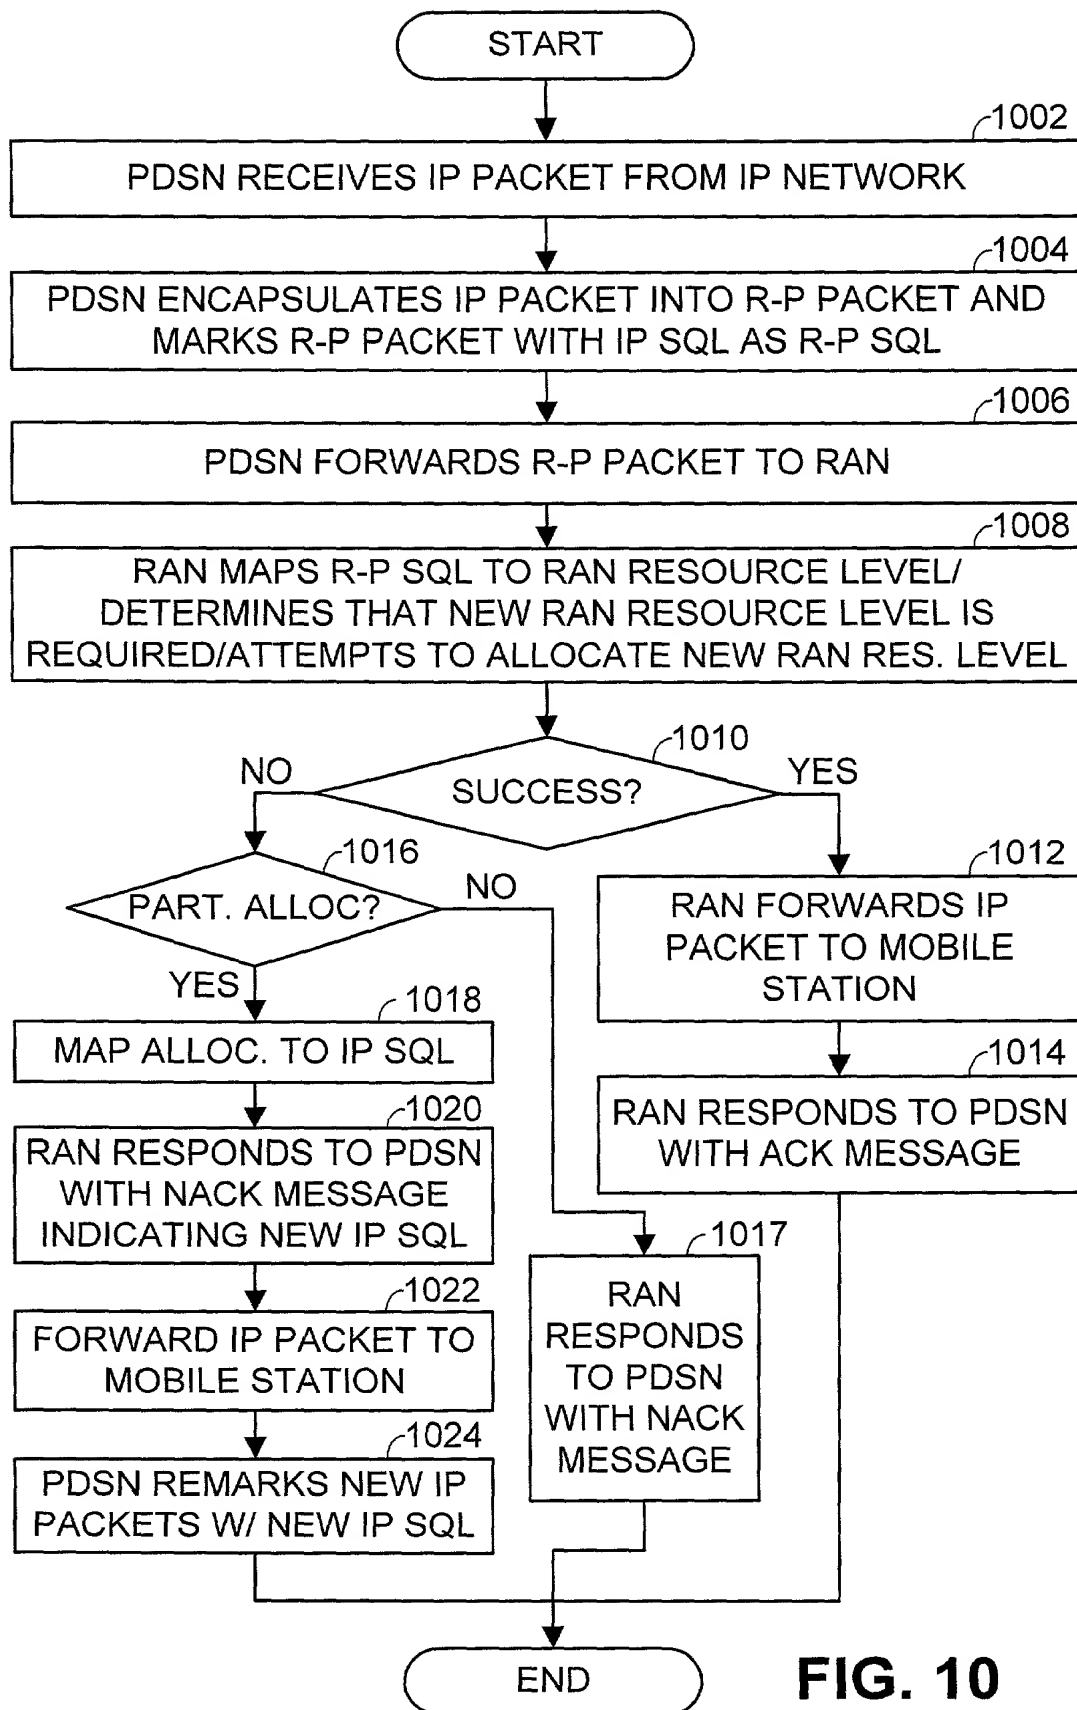 START
1002
PDSN RECEIVES IP PACKET FROM IP NETWORK
1004
PDSN ENCAPSULATES IP PACKET INTO R-P PACKET AND
MARKS R-P PACKET WITH IP SQL AS R-P SQL
1006
PDSN FORWARDS R-P PACKET TO RAN
1008
RAN MAPS R-P SQL TO RAN RESOURCE LEVEL/
DETERMINES THAT NEW RAN RESOURCE LEVEL IS
REQUIRED/ATTEMPTS TO ALLOCATE NEW RAN RES. LEVEL
1010
SUCCESS?
NO
YES
1016
PART. ALLOC?
NO
YES
1012
RAN FORWARDS IP
PACKET TO MOBILE
STATION
1018
MAP ALLOC. TO IP SQL
1014
RAN RESPONDS TO PDSN
WITH ACK MESSAGE
1020
RAN RESPONDS TO PDSN
WITH NACK MESSAGE
INDICATING NEW IP SQL
1017
RAN
RESPONDS
TO PDSN
WITH NACK
MESSAGE
1022
FORWARD IP PACKET TO
MOBILE STATION
1024
PDSN REMARKS NEW IP
PACKETS W/ NEW IP SQL
END
FIG. 10